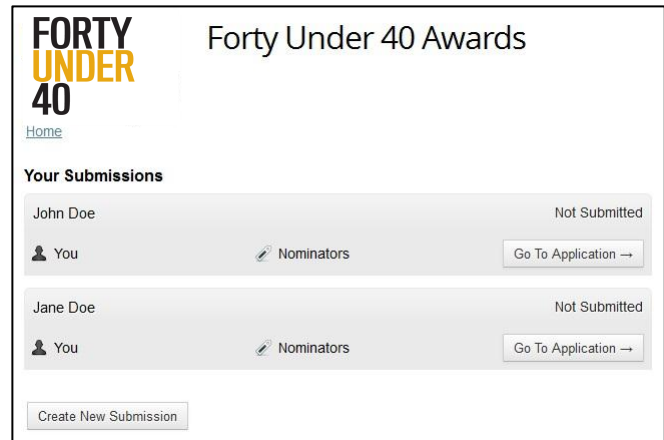 FORTY
UNDER
40
Forty Under 40 Awards
Home
Your Submissions
John Doe Not Submitted
You Nominators Go To Application →
Jane Doe Not Submitted
You Nominators Go To Application →
Create New Submission